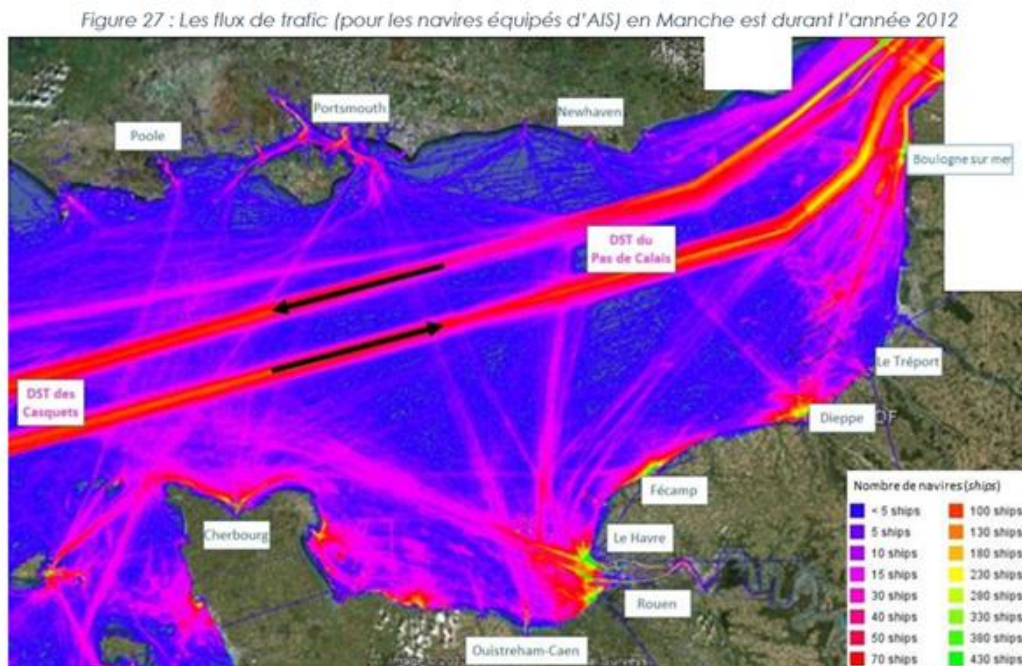 Figure 27 : Les flux de trafic (pour les navires équipés d'AIS) en Manche est durant l'année 2012
Portsmouth
Poole
Newhaven
Boulogne sur mer
DST du
Pas de Calais
Le Tréport
DST des
Casquets
Dieppe
Fécamp
Cherbourg
Le Havre
Rouen
Ouistreham-Caen
Nombre de navires (ships)
< 5 ships
5 ships
10 ships
15 ships
30 ships
40 ships
50 ships
70 ships
100 ships
130 ships
180 ships
230 ships
280 ships
330 ships
380 ships
430 ships